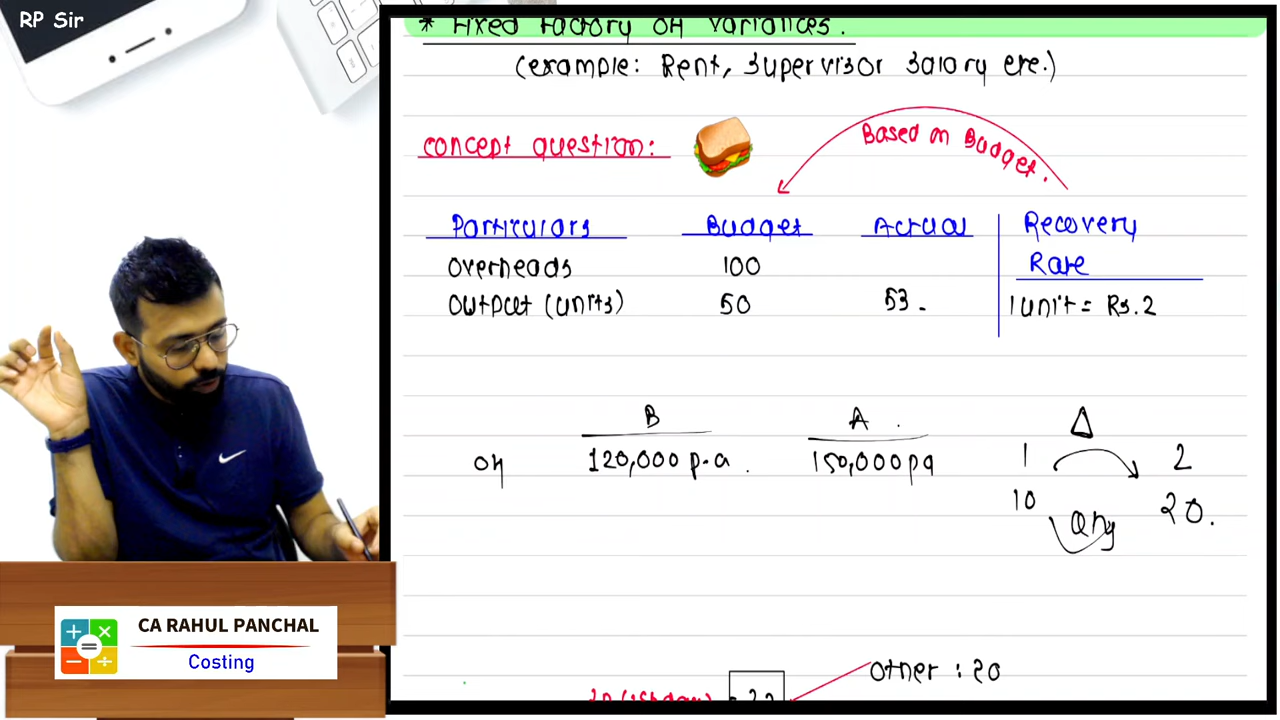 RP Sir
* Fixed Factory OH Variances.
(example: Rent, Supervisor Salary etc.)
concept question:
Based on Budget.
Particulars Budget Actual Recovery
Rate
Overheads 100
Output (units) 50 53. 1 unit = Rs. 2
B A. Δ
OH 120,000 p.a. 150,000 pa 1 2
10 Qty 20.
CA RAHUL PANCHAL
Costing
Other : 20